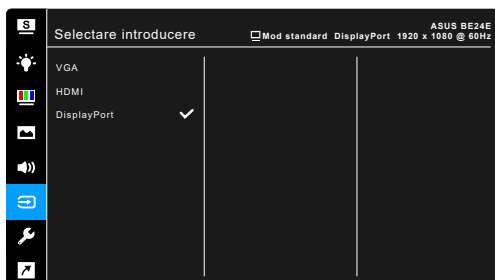 S
Selectare introducere
ASUS BE24E
Mod standard DisplayPort 1920 x 1080 @ 60Hz
VGA
HDMI
DisplayPort